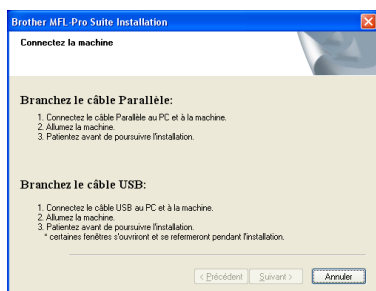 Brother MFL-Pro Suite Installation
Connectez la machine
Branchez le câble Parallèle:
1. Connectez le câble Parallèle au PC et à la machine.
2. Allumez la machine.
3. Patientez avant de poursuivre l'installation.
Branchez le câble USB:
1. Connectez le câble USB au PC et à la machine.
2. Allumez la machine.
3. Patientez avant de poursuivre l'installation.
* certaines fenêtres s'ouvriront et se refermeront pendant l'installation.
< Précédent Suivant > Annuler